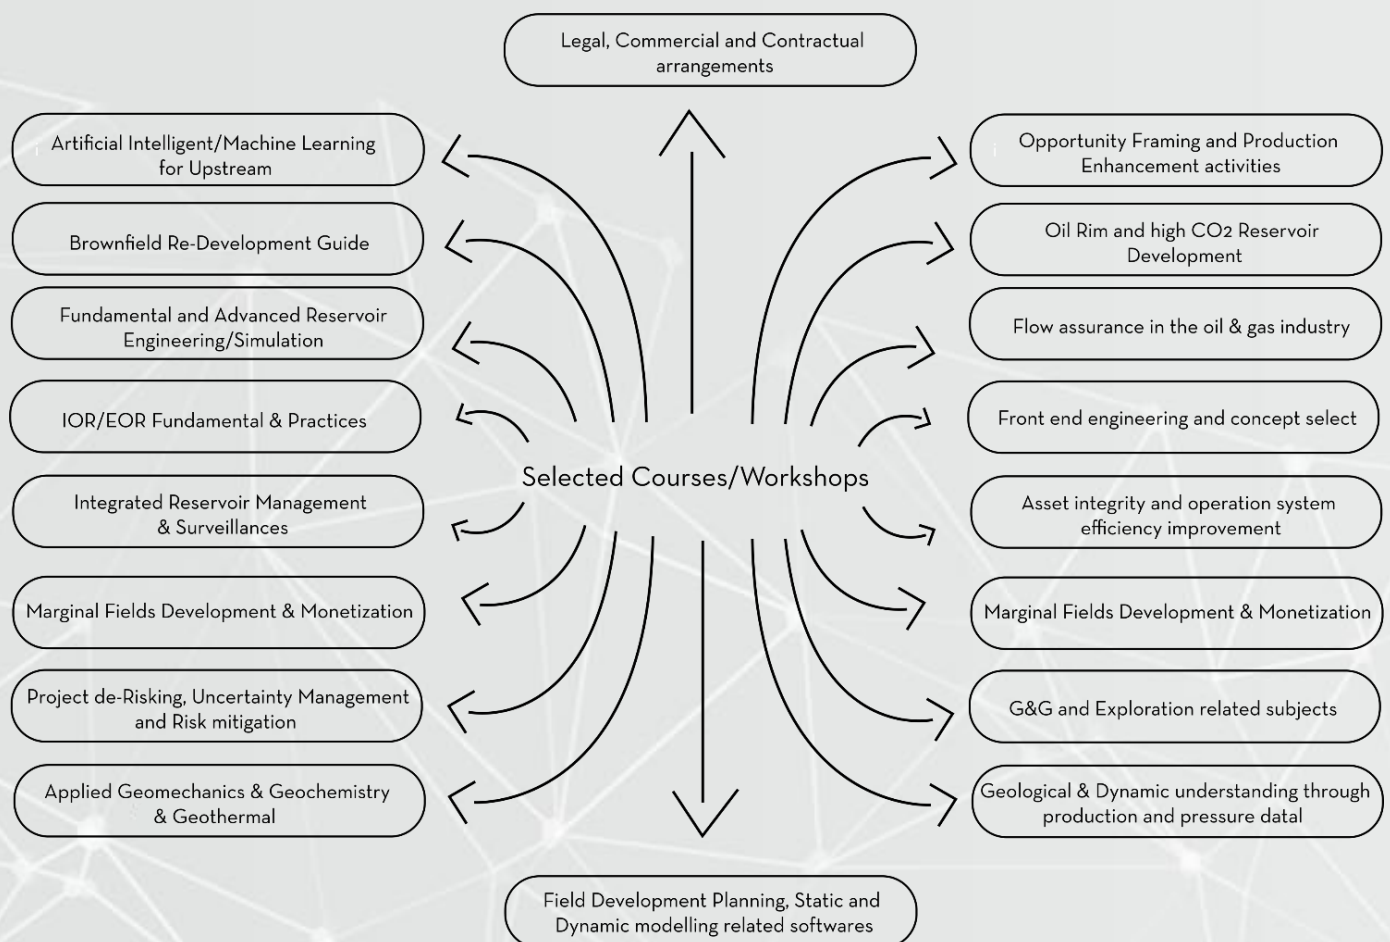 Legal, Commercial and Contractual
arrangements
Artificial Intelligent/Machine Learning
for Upstream
Brownfield Re-Development Guide
Fundamental and Advanced Reservoir
Engineering/Simulation
IOR/EOR Fundamental & Practices
Integrated Reservoir Management
& Surveillances
Marginal Fields Development & Monetization
Project de-Risking, Uncertainty Management
and Risk mitigation
Applied Geomechanics & Geochemistry
& Geothermal
Selected Courses/Workshops
Opportunity Framing and Production
Enhancement activities
Oil Rim and high CO2 Reservoir
Development
Flow assurance in the oil & gas industry
Front end engineering and concept select
Asset integrity and operation system
efficiency improvement
Marginal Fields Development & Monetization
G&G and Exploration related subjects
Geological & Dynamic understanding through
production and pressure datal
Field Development Planning, Static and
Dynamic modelling related softwares